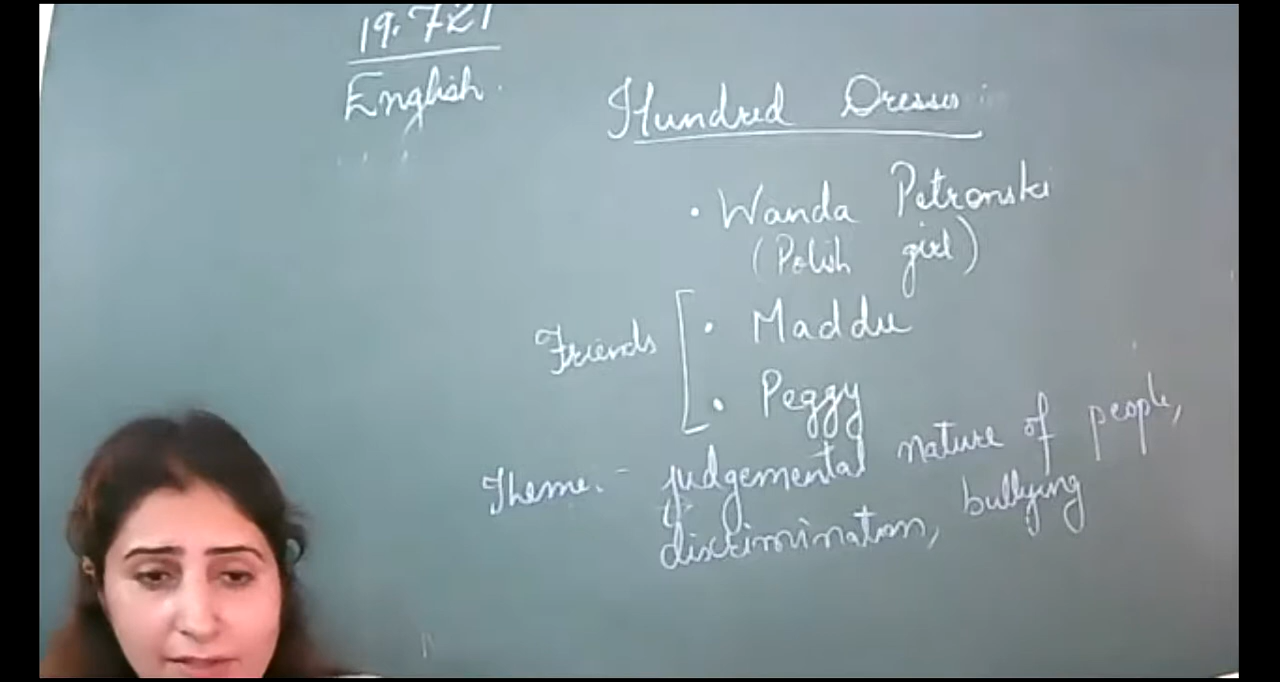 19.7.21
English.
Hundred Dresses :
• Wanda Petronski
(Polish girl)
Friends
• Maddie
• Peggy
Theme. - judgemental nature of people,
discrimination, bullying